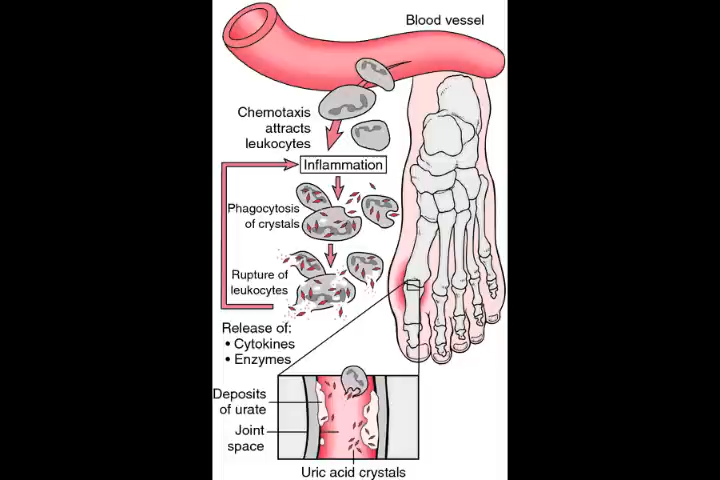 Blood vessel
Chemotaxis
attracts
leukocytes
Inflammation
Phagocytosis
of crystals
Rupture of
leukocytes
Release of:
• Cytokines
• Enzymes
Deposits
of urate
Joint
space
Uric acid crystals